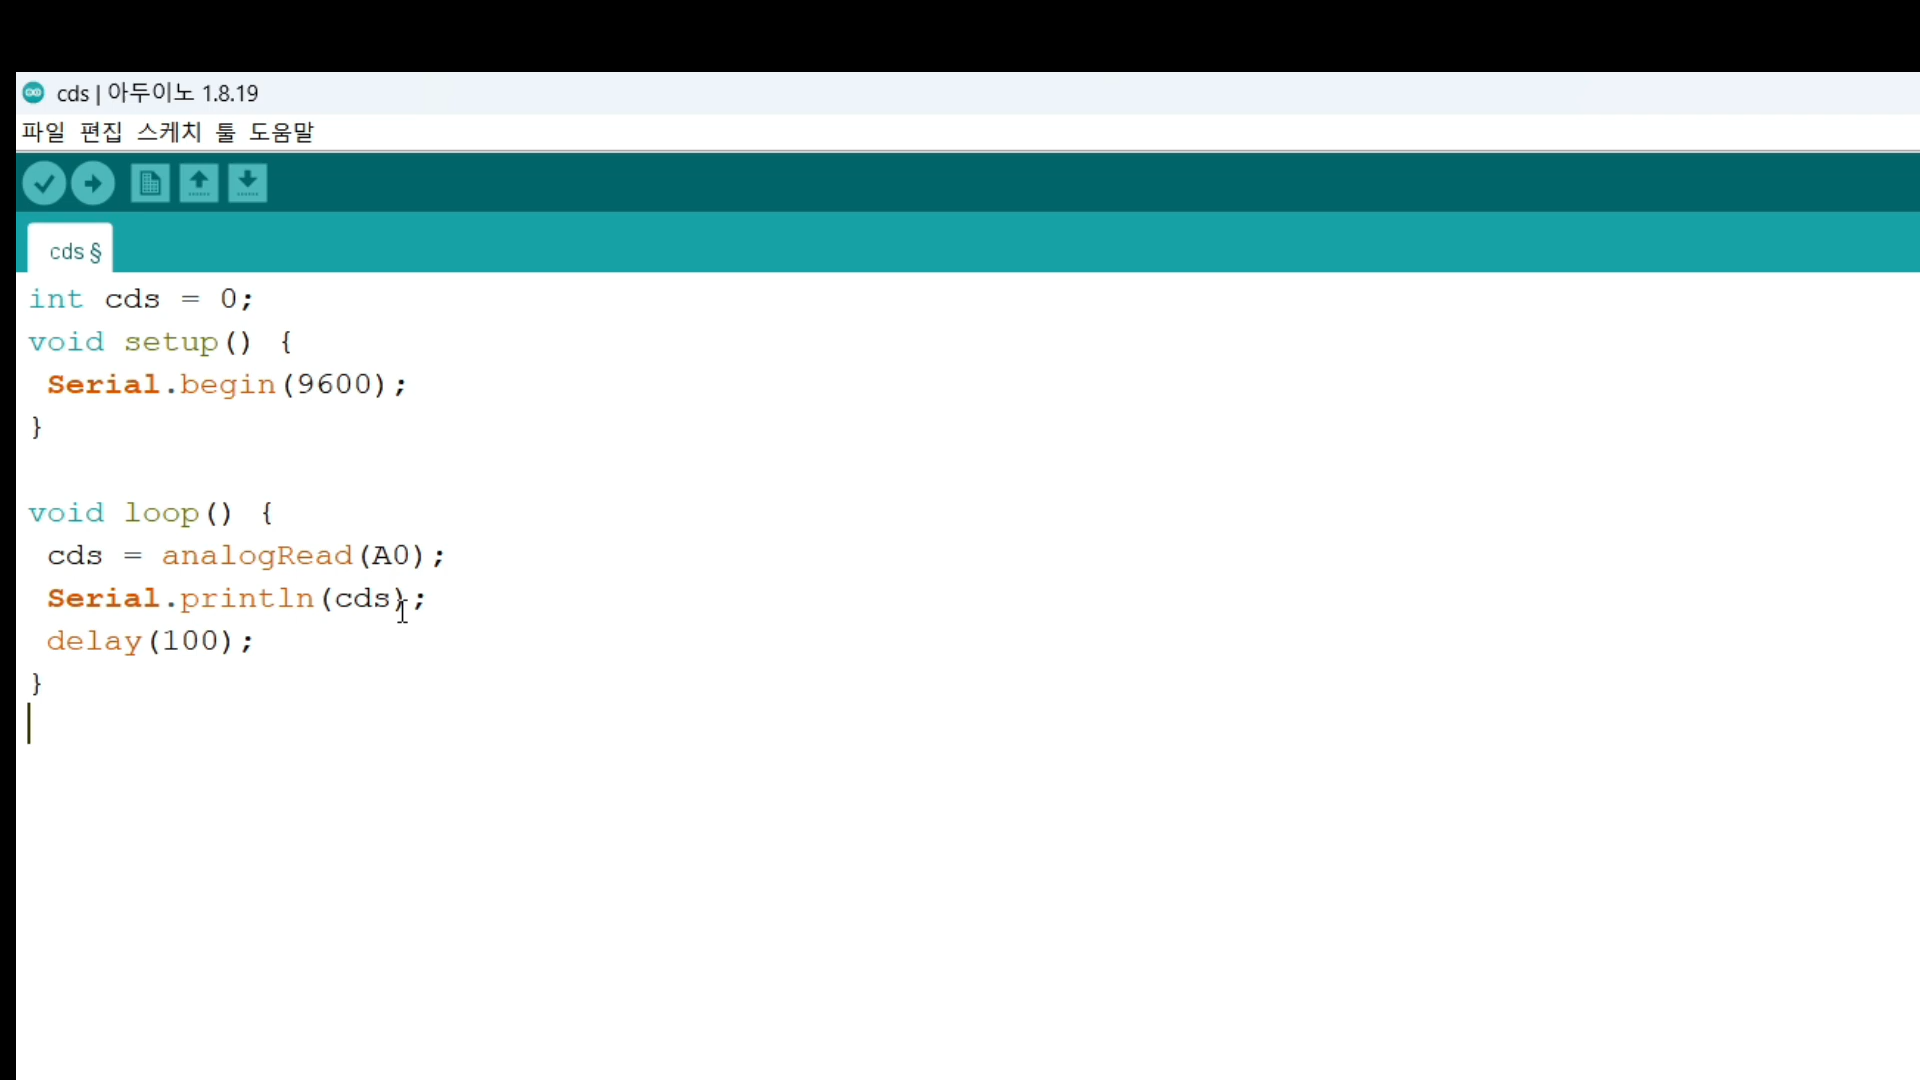 cds | 아두이노 1.8.19
파일 편집 스케치 툴 도움말
cds §
int cds = 0;
void setup() {
 Serial.begin(9600);
}
void loop() {
 cds = analogRead(A0);
 Serial.println(cds);
 delay(100);
}